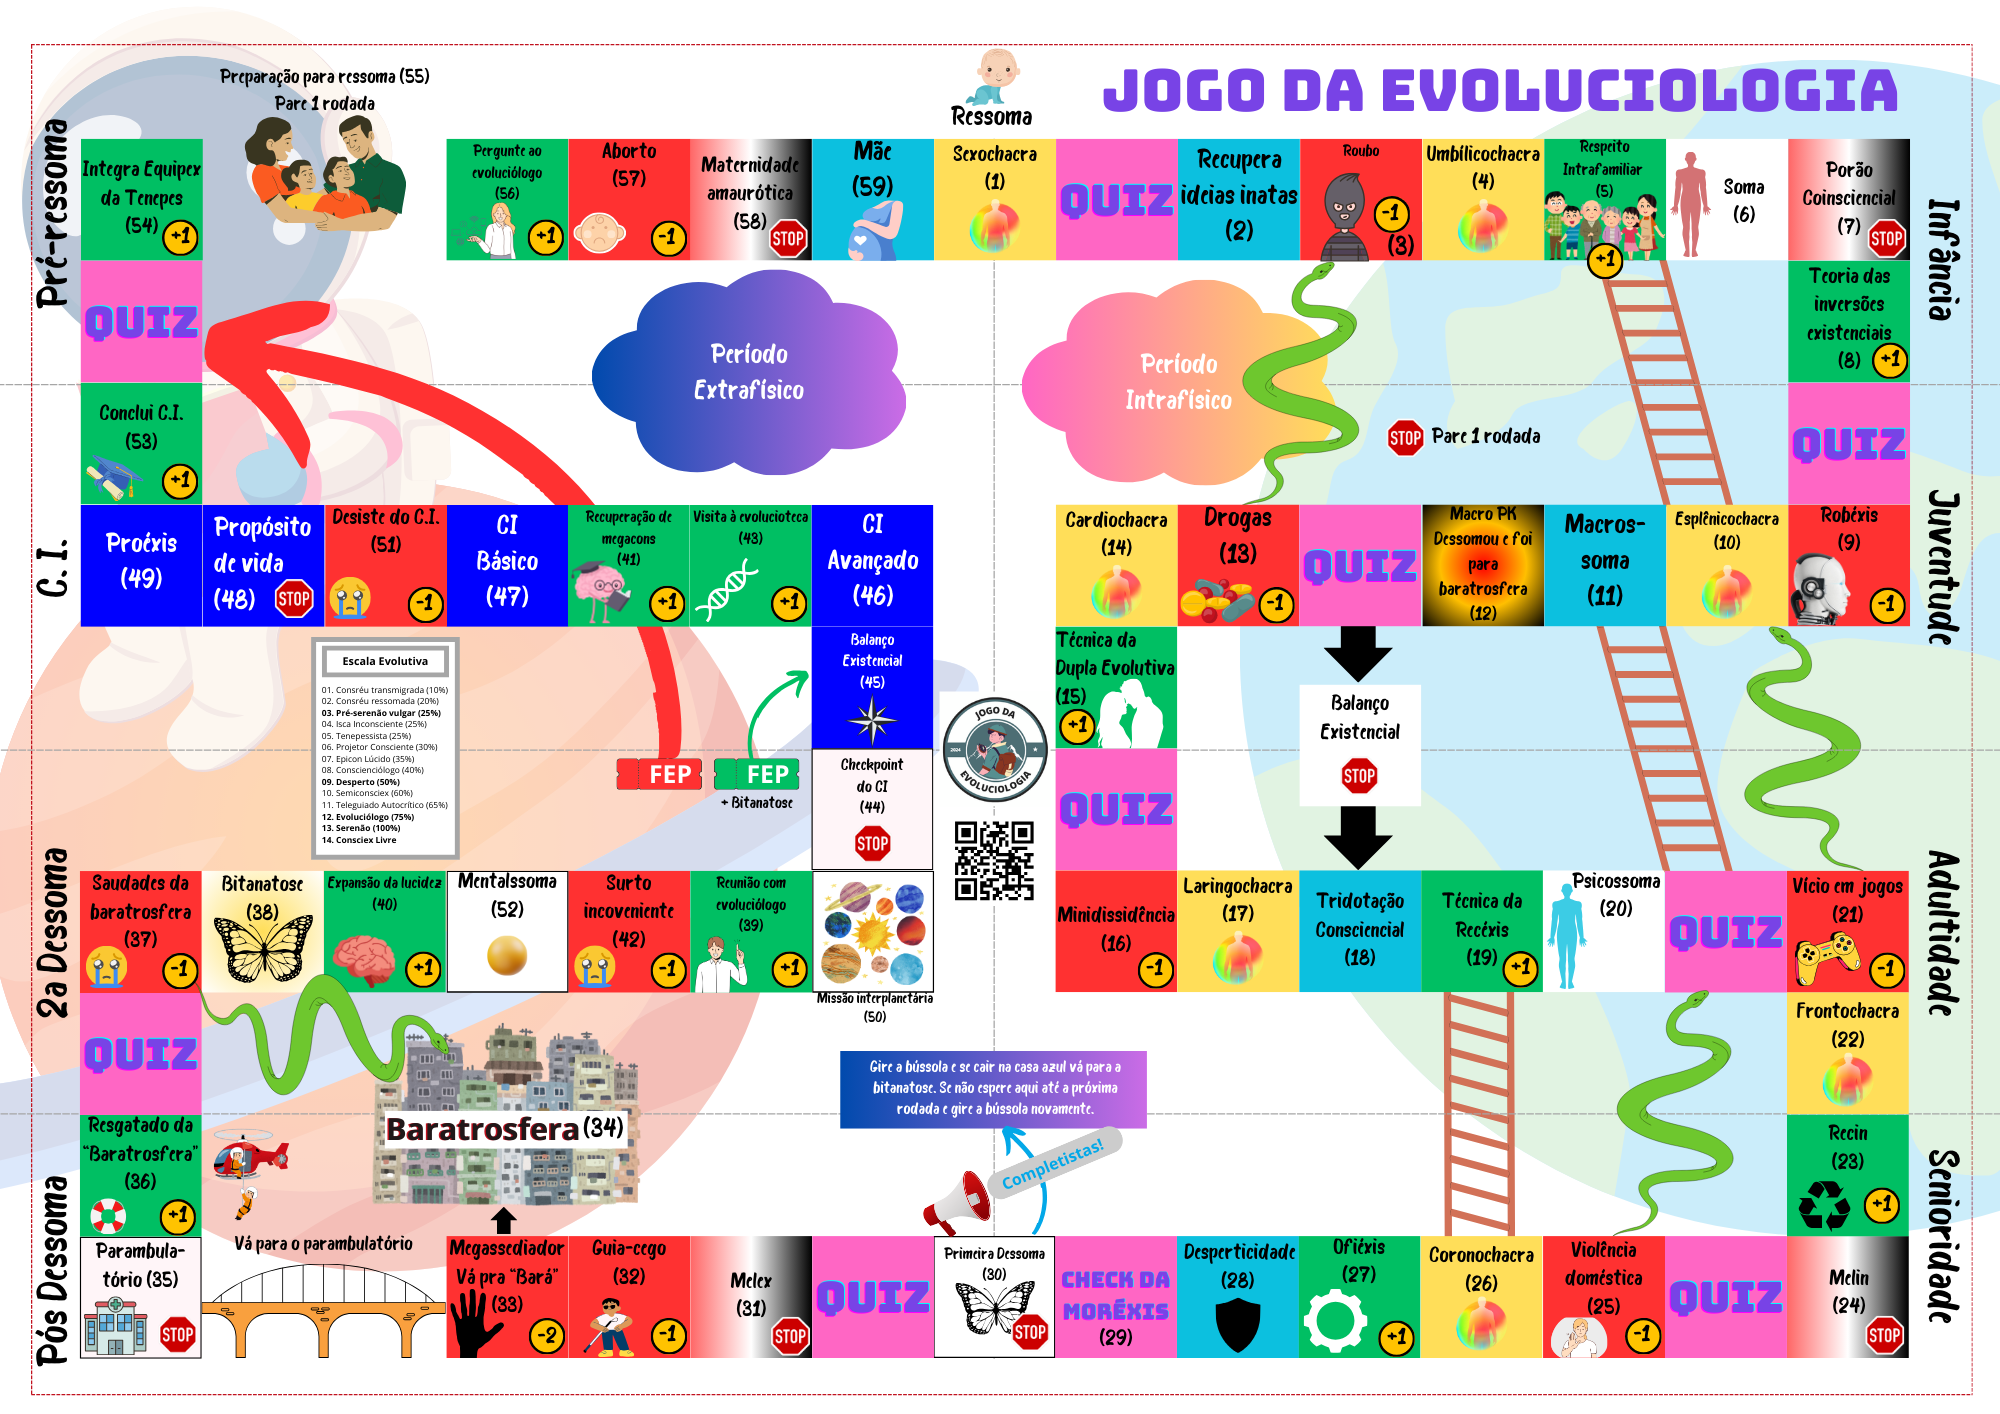 JOGO DA EVOLUCIOLOGIA
Preparação para ressoma (55)
Pare 1 rodada
Ressoma
Pré-ressoma
Integra Equipex
da Tenepes
(54)
+1
Pergunte ao
evoluciólogo
(56)
+1
Aborto
(57)
-1
Maternidade
amaurótica
(58)
STOP
Mãe
(59)
Sexochacra
(1)
QUIZ
Recupera
ideias inatas
(2)
Roubo
-1
(3)
Umbílicochacra
(4)
Respeito
Intrafamiliar
(5)
+1
Soma
(6)
Porão
Coinsciencial
(7)
STOP
Infância
QUIZ
Período
Extrafísico
Período
Intrafísico
Teoria das
inversões
existenciais
(8)
+1
STOP Pare 1 rodada
QUIZ
Conclui C.I.
(53)
+1
C.I.
Proéxis
(49)
Propósito
de vida
(48)
STOP
Desiste do C.I.
(51)
-1
CI
Básico
(47)
Recuperação de
megacons
(41)
+1
Visita à evolucioteca
(43)
+1
CI
Avançado
(46)
Cardiochacra
(14)
Drogas
(13)
-1
QUIZ
Macro PK
Dessomou e foi
para
baratrosfera
(12)
Macros-
soma
(11)
Esplênicochacra
(10)
Robéxis
(9)
-1
Juventude
Escala Evolutiva
01. Consréu transmigrada (10%)
02. Consréu ressomada (20%)
03. Pré-serenão vulgar (25%)
04. Isca Inconsciente (25%)
05. Tenepessista (25%)
06. Projetor Consciente (30%)
07. Epicon Lúcido (35%)
08. Conscienciólogo (40%)
09. Desperto (50%)
10. Semiconsciex (60%)
11. Teleguiado Autocrítico (65%)
12. Evoluciólogo (75%)
13. Serenão (100%)
14. Consciex Livre
Balanço
Existencial
(45)
FEP
FEP
+ Bitanatose
Checkpoint
do CI
(44)
STOP
JOGO DA
2024
EVOLUCIOLOGIA
Técnica da
Dupla Evolutiva
(15)
+1
Balanço
Existencial
STOP
QUIZ
2a Dessoma
Saudades da
baratrosfera
(37)
-1
Bitanatose
(38)
Expansão da lucidez
(40)
+1
Mentalssoma
(52)
Surto
incoveniente
(42)
-1
Reunião com
evoluciólogo
(39)
+1
Missão interplanetária
(50)
Minidissidência
(16)
-1
Laringochacra
(17)
Tridotação
Consciencial
(18)
Técnica da
Recéxis
(19)
+1
Psicossoma
(20)
QUIZ
Vício em jogos
(21)
-1
Adultidade
QUIZ
Baratrosfera (34)
Gire a bússola e se cair na casa azul vá para a
bitanatose. Se não espere aqui até a próxima
rodada e gire a bússola novamente.
Completistas!
Frontochacra
(22)
Resgatado da
"Baratrosfera"
(36)
+1
Recin
(23)
+1
Pós Dessoma
Parambula-
tório (35)
STOP
Vá para o parambulatório
Megassediador
Vá pra "Bará"
(33)
-2
Guia-cego
(32)
-1
Melex
(31)
STOP
QUIZ
Primeira Dessoma
(30)
STOP
CHECK DA
MORÉXIS
(29)
Desperticidade
(28)
Ofiéxis
(27)
+1
Coronochacra
(26)
Violência
doméstica
(25)
-1
QUIZ
Melin
(24)
STOP
Senioridade